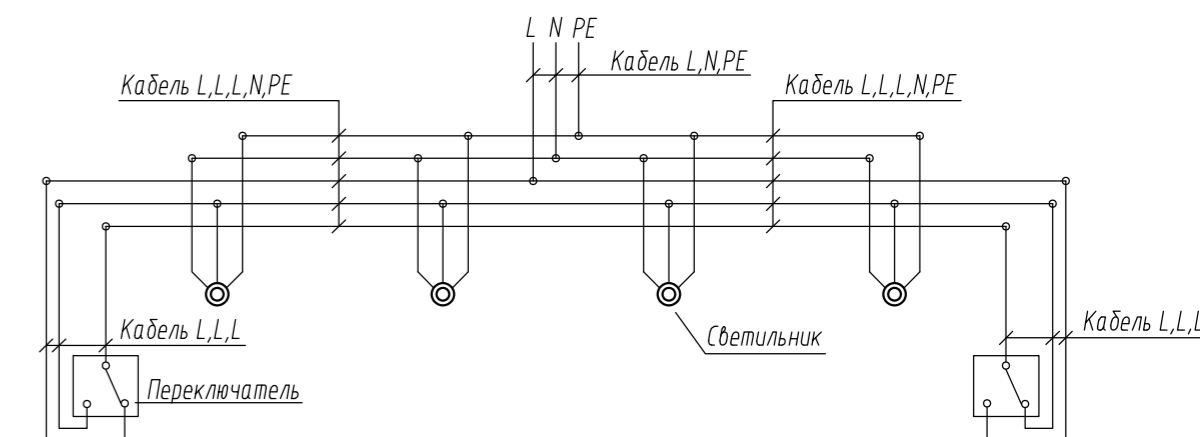 L N PE
Кабель L,N,PE
Кабель L,L,L,N,PE
Кабель L,L,L,N,PE
Кабель L,L,L
Светильник
Кабель L,L,L
Переключатель